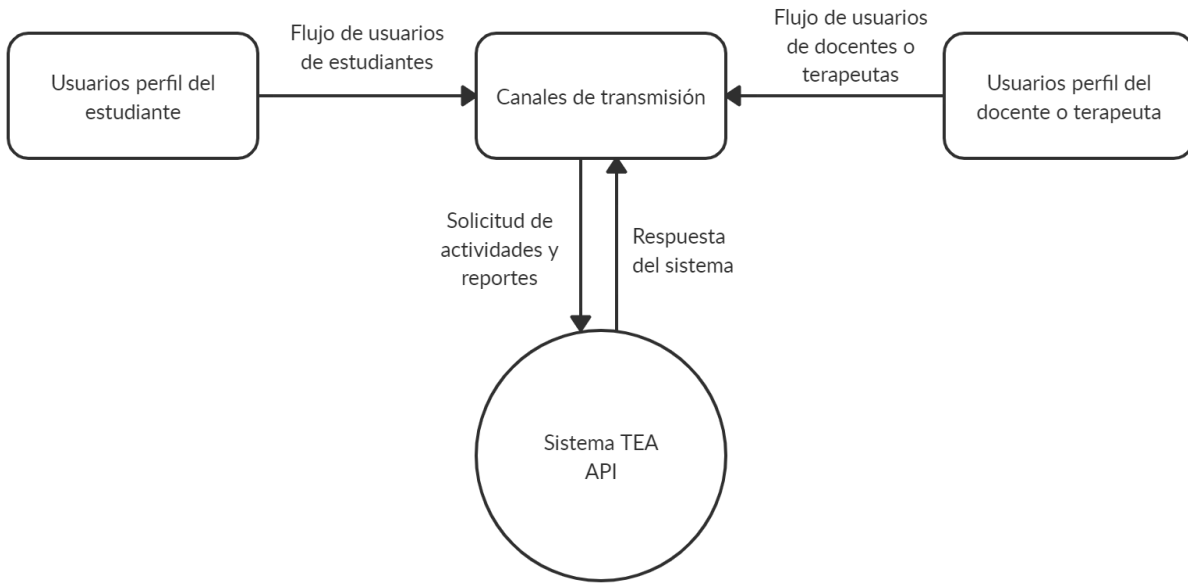 Usuarios perfil del
estudiante
Flujo de usuarios
de estudiantes
Canales de transmisión
Flujo de usuarios
de docentes o
terapeutas
Usuarios perfil del
docente o terapeuta
Solicitud de
actividades y
reportes
Respuesta
del sistema
Sistema TEA
API